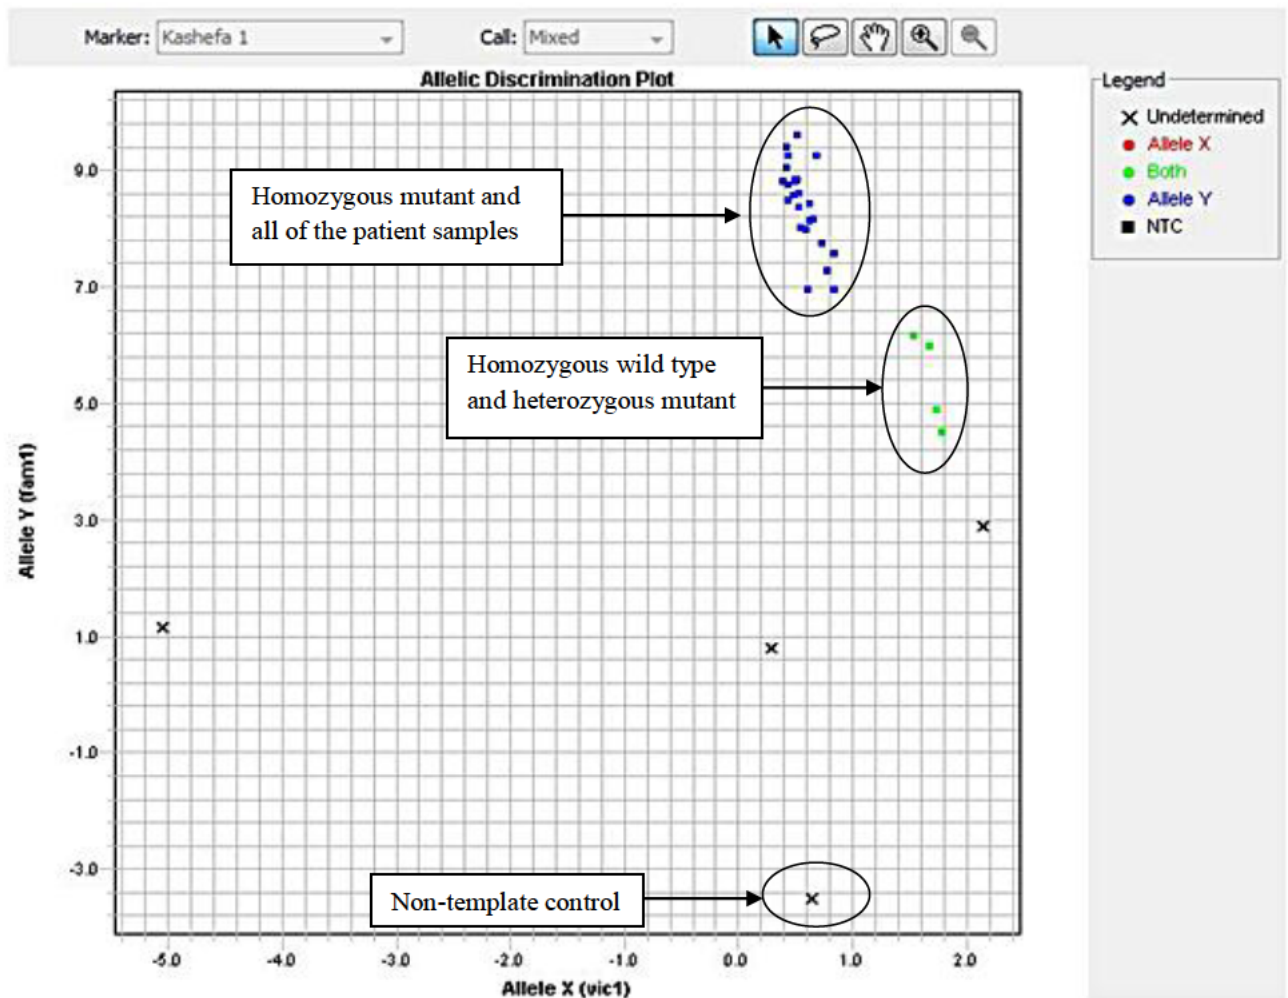 Marker: Kashefa 1 Call: Mixed
Allelic Discrimination Plot
Legend
Undetermined
Allele X
Both
Allele Y
NTC
Homozygous mutant and
all of the patient samples
Homozygous wild type
and heterozygous mutant
Non-template control
Allele Y (fam1)
9.0
7.0
5.0
3.0
1.0
-1.0
-3.0
-5.0 -4.0 -3.0 -2.0 -1.0 0.0 1.0 2.0
Allele X (vic1)